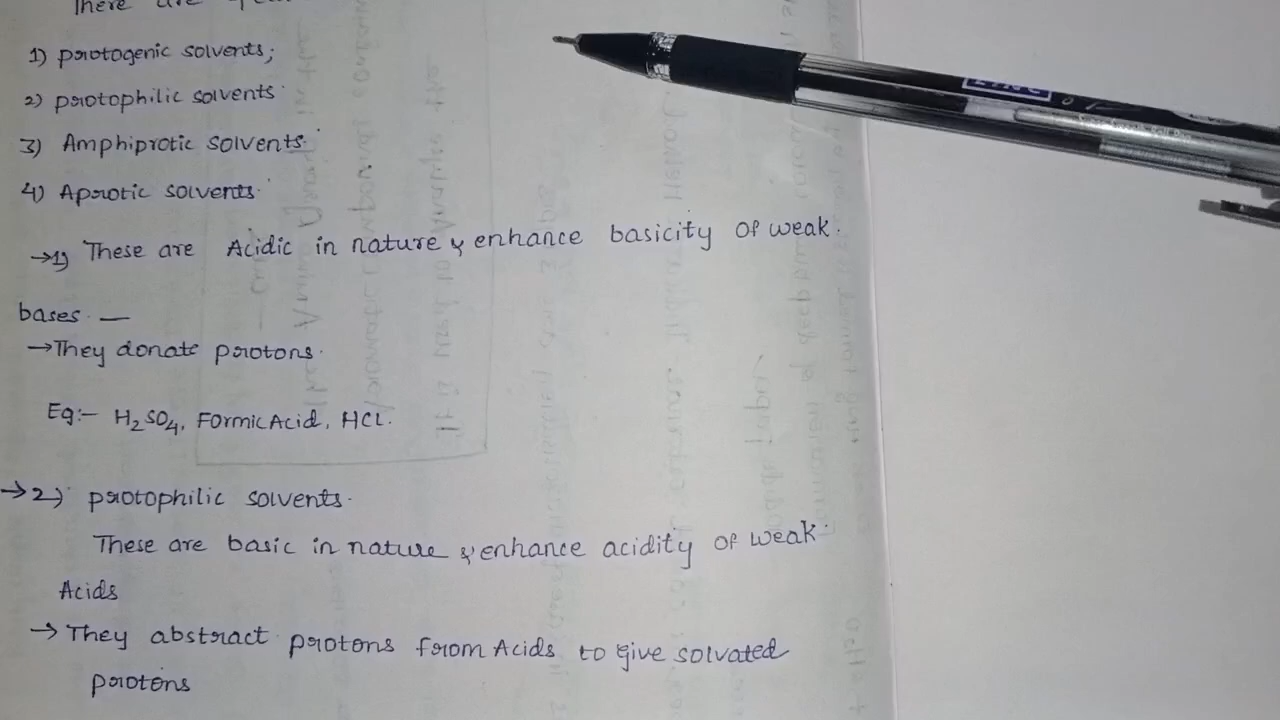 There are
1) protogenic solvents;
2) protophilic solvents
3) Amphiprotic solvents.
4) Aprotic solvents.
→1) These are Acidic in nature & enhance basicity of weak.
bases. —
→They donate protons.
Eg:- H₂SO₄, Formic Acid, HCL.
→2) protophilic solvents.
These are basic in nature & enhance acidity of weak
Acids
→ They abstract protons from Acids to give solvated
protons